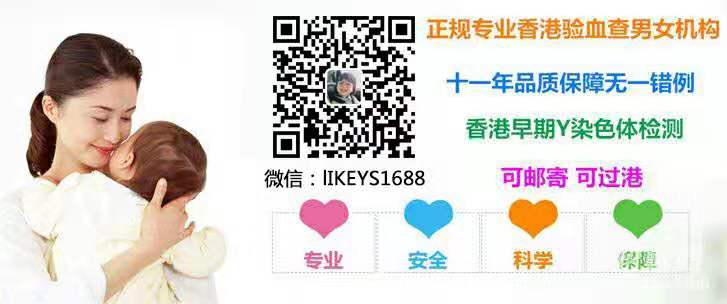 正规专业香港验血查男女机构
十一年品质保障无一错例
香港早期Y染色体检测
微信：lIKEYS1688
可邮寄 可过港
专业
安全
科学
保障